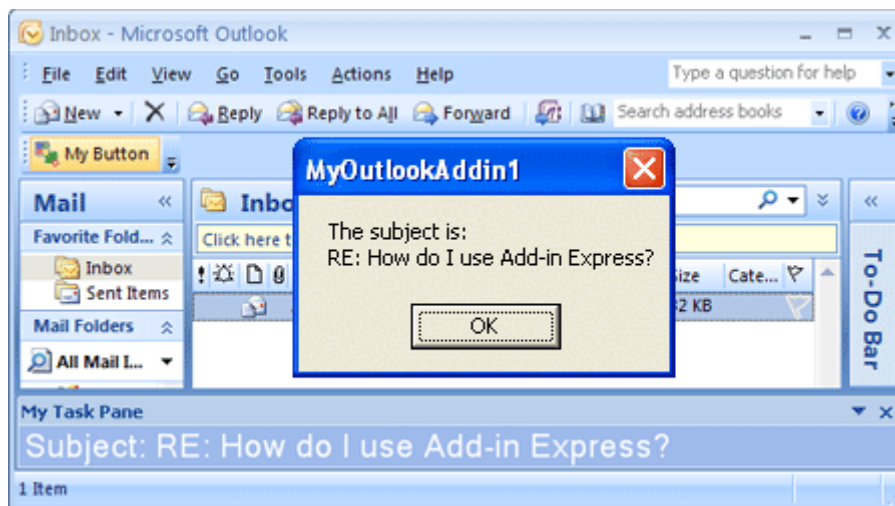 Inbox - Microsoft Outlook
File Edit View Go Tools Actions Help Type a question for help
New Reply Reply to All Forward Search address books
My Button
MyOutlookAddin1
Mail Inbo
Favorite Fold... Click here t
The subject is:
RE: How do I use Add-in Express?
Inbox
Cate...
Sent Items
32 KB
Mail Folders
OK
All Mail I...
To-Do Bar
My Task Pane
Subject: RE: How do I use Add-in Express?
1 Item